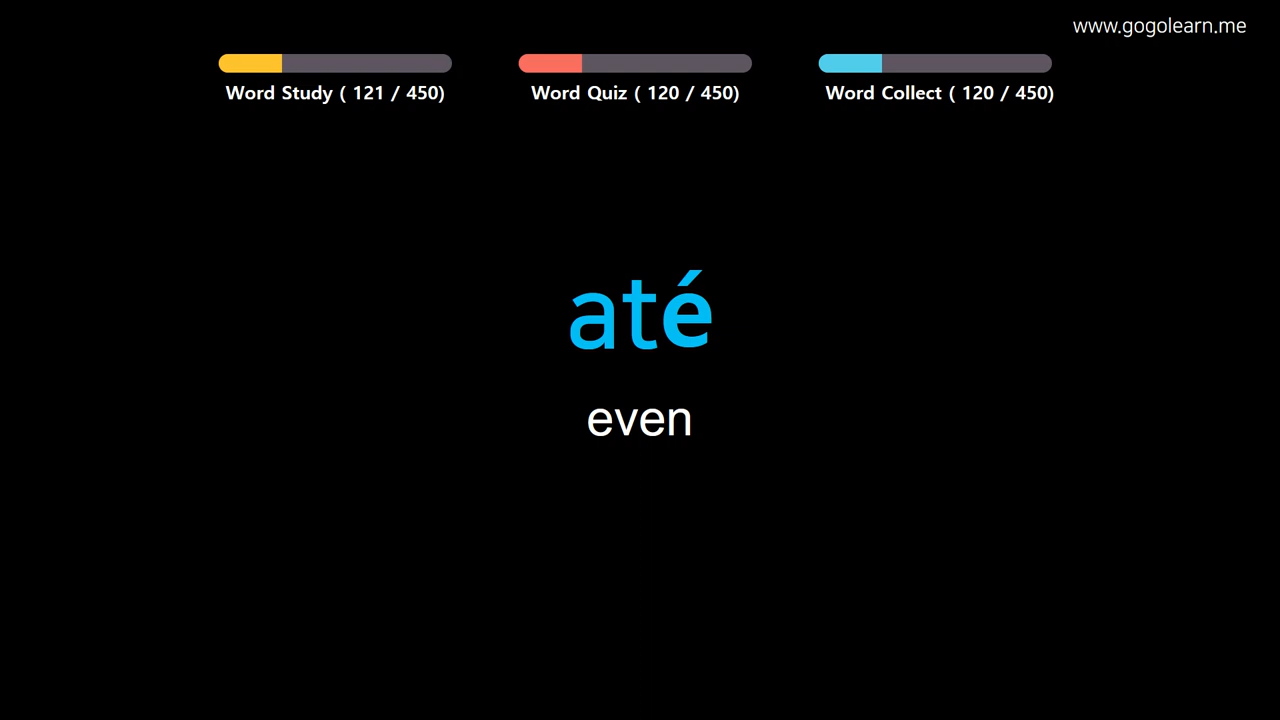 www.gogolearn.me
Word Study ( 121 / 450)
Word Quiz ( 120 / 450)
Word Collect ( 120 / 450)
até
even